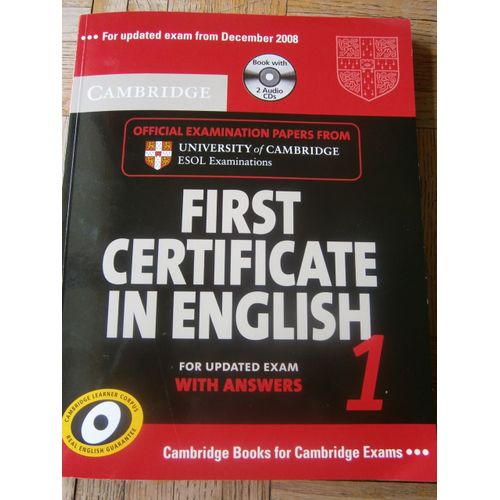 ••• For updated exam from December 2008
Book with
2 Audio
CDs
CAMBRIDGE
OFFICIAL EXAMINATION PAPERS FROM
UNIVERSITY of CAMBRIDGE
ESOL Examinations
FIRST
CERTIFICATE
IN ENGLISH
1
FOR UPDATED EXAM
WITH ANSWERS
CAMBRIDGE LEARNER CORPUS
REAL ENGLISH GUARANTEE
Cambridge Books for Cambridge Exams •••